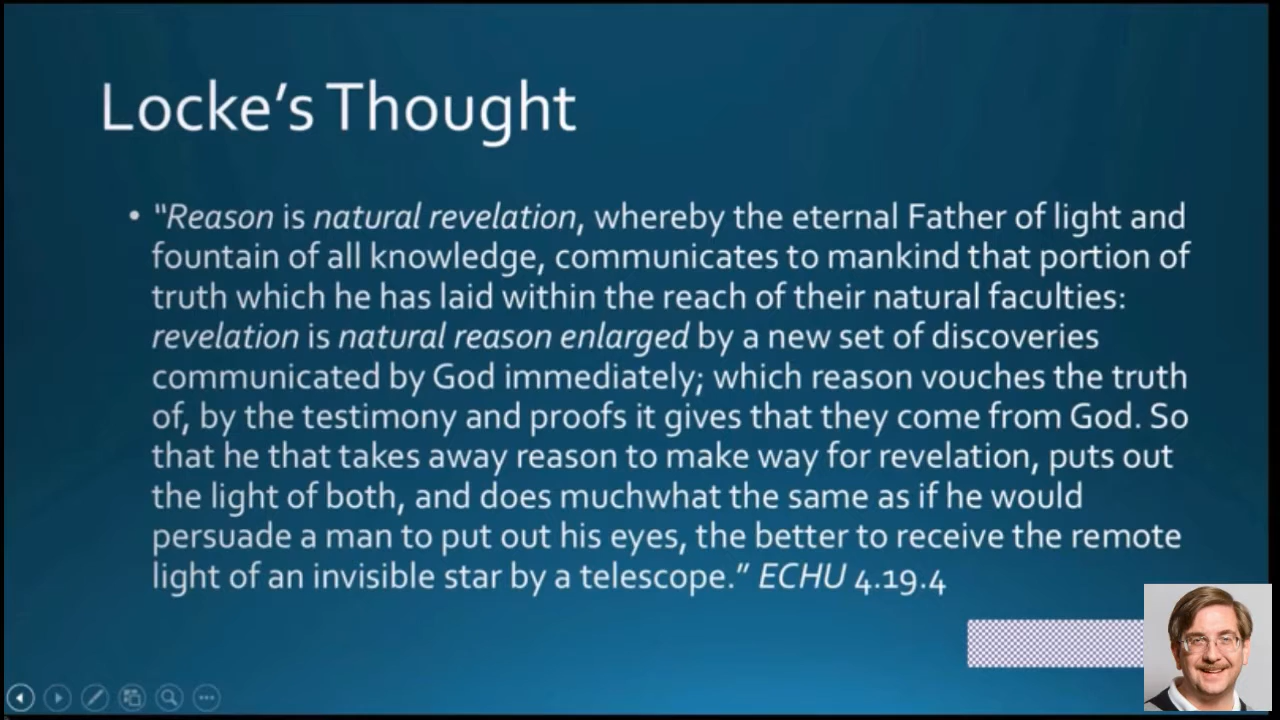 Locke's Thought
• “Reason is natural revelation, whereby the eternal Father of light and
fountain of all knowledge, communicates to mankind that portion of
truth which he has laid within the reach of their natural faculties:
revelation is natural reason enlarged by a new set of discoveries
communicated by God immediately; which reason vouches the truth
of, by the testimony and proofs it gives that they come from God. So
that he that takes away reason to make way for revelation, puts out
the light of both, and does muchwhat the same as if he would
persuade a man to put out his eyes, the better to receive the remote
light of an invisible star by a telescope.” ECHU 4.19.4